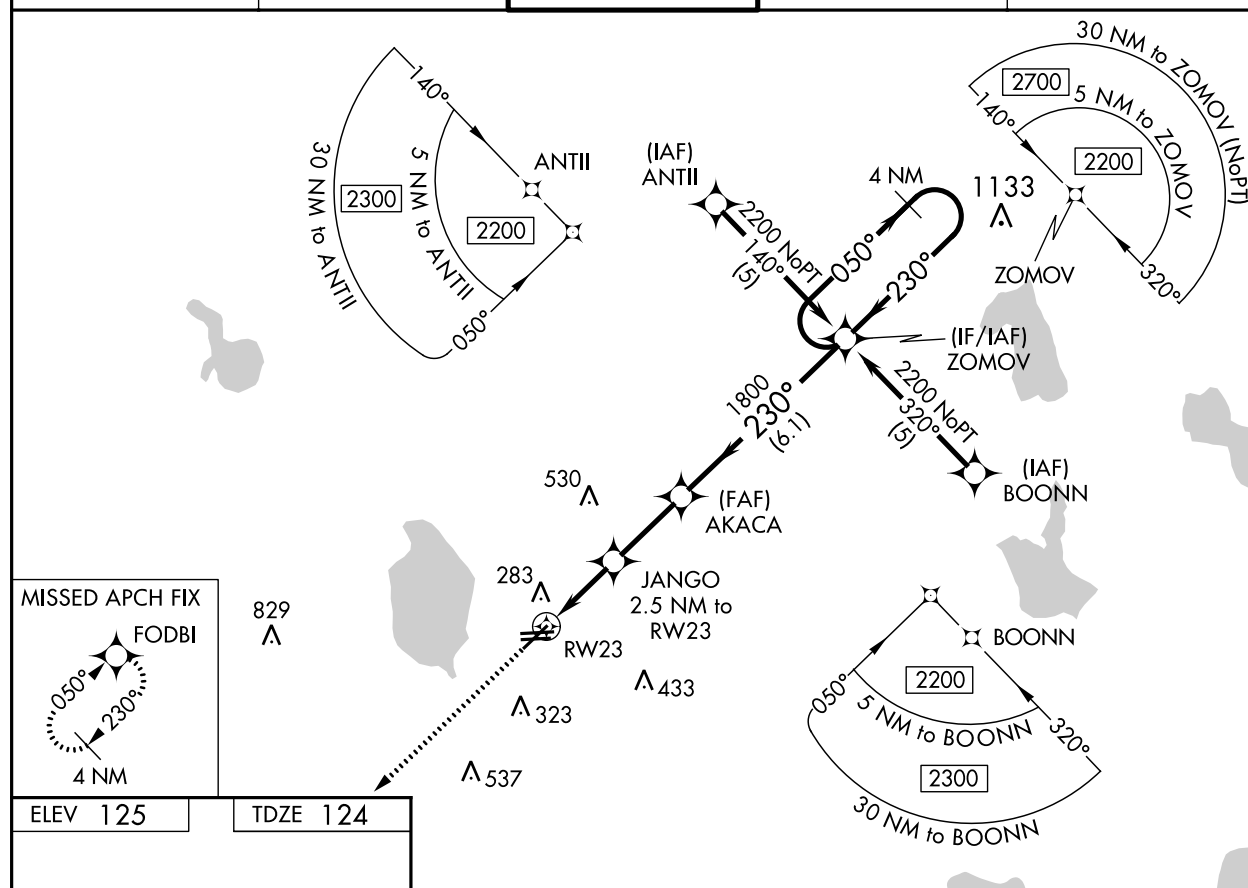 30 NM to ZOMOV (NoPT)
2700
5 NM to ZOMOV
140°
2200
320°
ZOMOV
140°
ANTII
30 NM to ANTII
2300
5 NM to ANTII
2200
050°
(IAF)
ANTII
2200 NoPT
140°
(5)
4 NM
050°
230°
1133
(IF/IAF)
ZOMOV
2200 NoPT
320°
(5)
(IAF)
BOONN
1800
230°
(6.1)
530
(FAF)
AKACA
283
JANGO
2.5 NM to
RW23
RW23
829
433
323
537
MISSED APCH FIX
FODBI
050°
230°
4 NM
BOONN
050°
2200
5 NM to BOONN
320°
2300
30 NM to BOONN
ELEV 125
TDZE 124